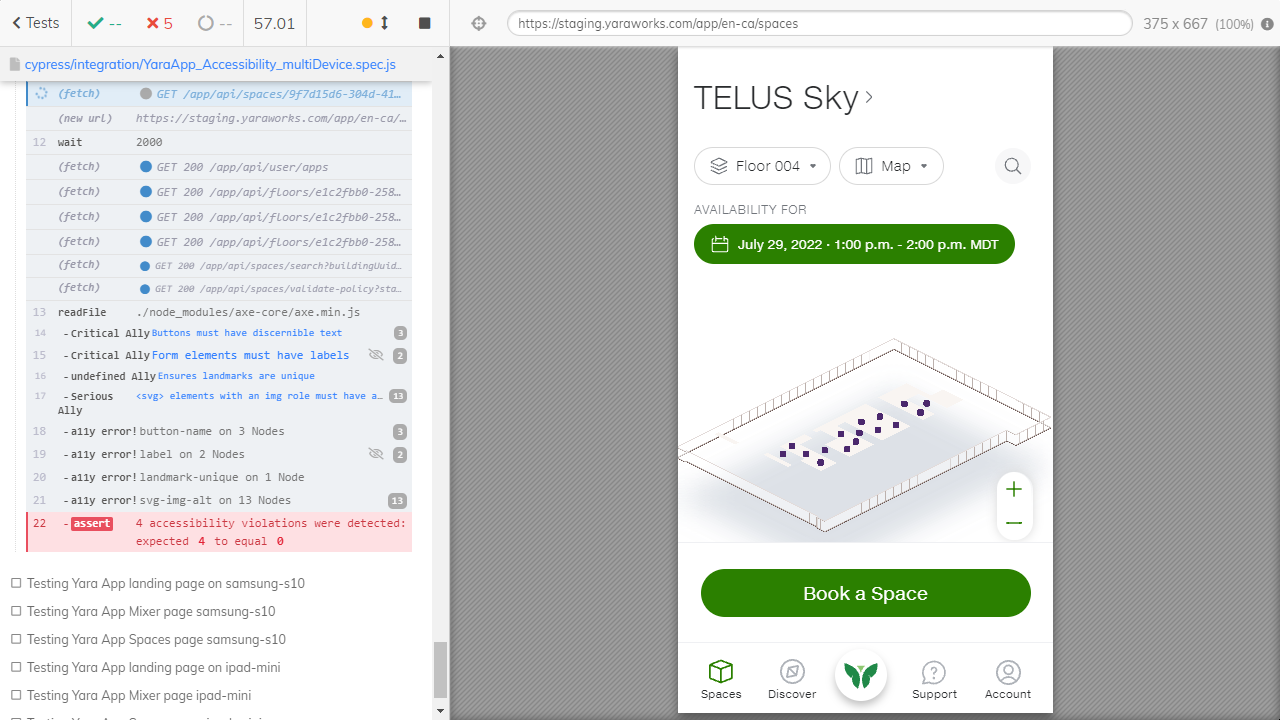 Tests
--
5
--
57.01
https://staging.yaraworks.com/app/en-ca/spaces
375 x 667 (100%)
cypress/integration/YaraApp_Accessibility_multiDevice.spec.js
(fetch) GET /app/api/spaces/9f7d15d6-304d-41…
(new url) https://staging.yaraworks.com/app/en-ca/…
12 wait 2000
(fetch) GET 200 /app/api/user/apps
(fetch) GET 200 /app/api/floors/e1c2fbb0-258…
(fetch) GET 200 /app/api/floors/e1c2fbb0-258…
(fetch) GET 200 /app/api/floors/e1c2fbb0-258…
(fetch) GET 200 /app/api/spaces/search?buildingUuid…
(fetch) GET 200 /app/api/spaces/validate-policy?sta…
13 readFile ./node_modules/axe-core/axe.min.js
14 -Critical Ally Buttons must have discernible text 3
15 -Critical Ally Form elements must have labels 2
16 -undefined Ally Ensures landmarks are unique
17 -Serious Ally <svg> elements with an img role must have a… 13
18 -a11y error! button-name on 3 Nodes 3
19 -a11y error! label on 2 Nodes 2
20 -a11y error! landmark-unique on 1 Node
21 -a11y error! svg-img-alt on 13 Nodes 13
22 -assert 4 accessibility violations were detected:
expected 4 to equal 0
Testing Yara App landing page on samsung-s10
Testing Yara App Mixer page samsung-s10
Testing Yara App Spaces page samsung-s10
Testing Yara App landing page on ipad-mini
Testing Yara App Mixer page ipad-mini
TELUS Sky
Floor 004
Map
AVAILABILITY FOR
July 29, 2022 · 1:00 p.m. - 2:00 p.m. MDT
Book a Space
Spaces
Discover
Support
Account